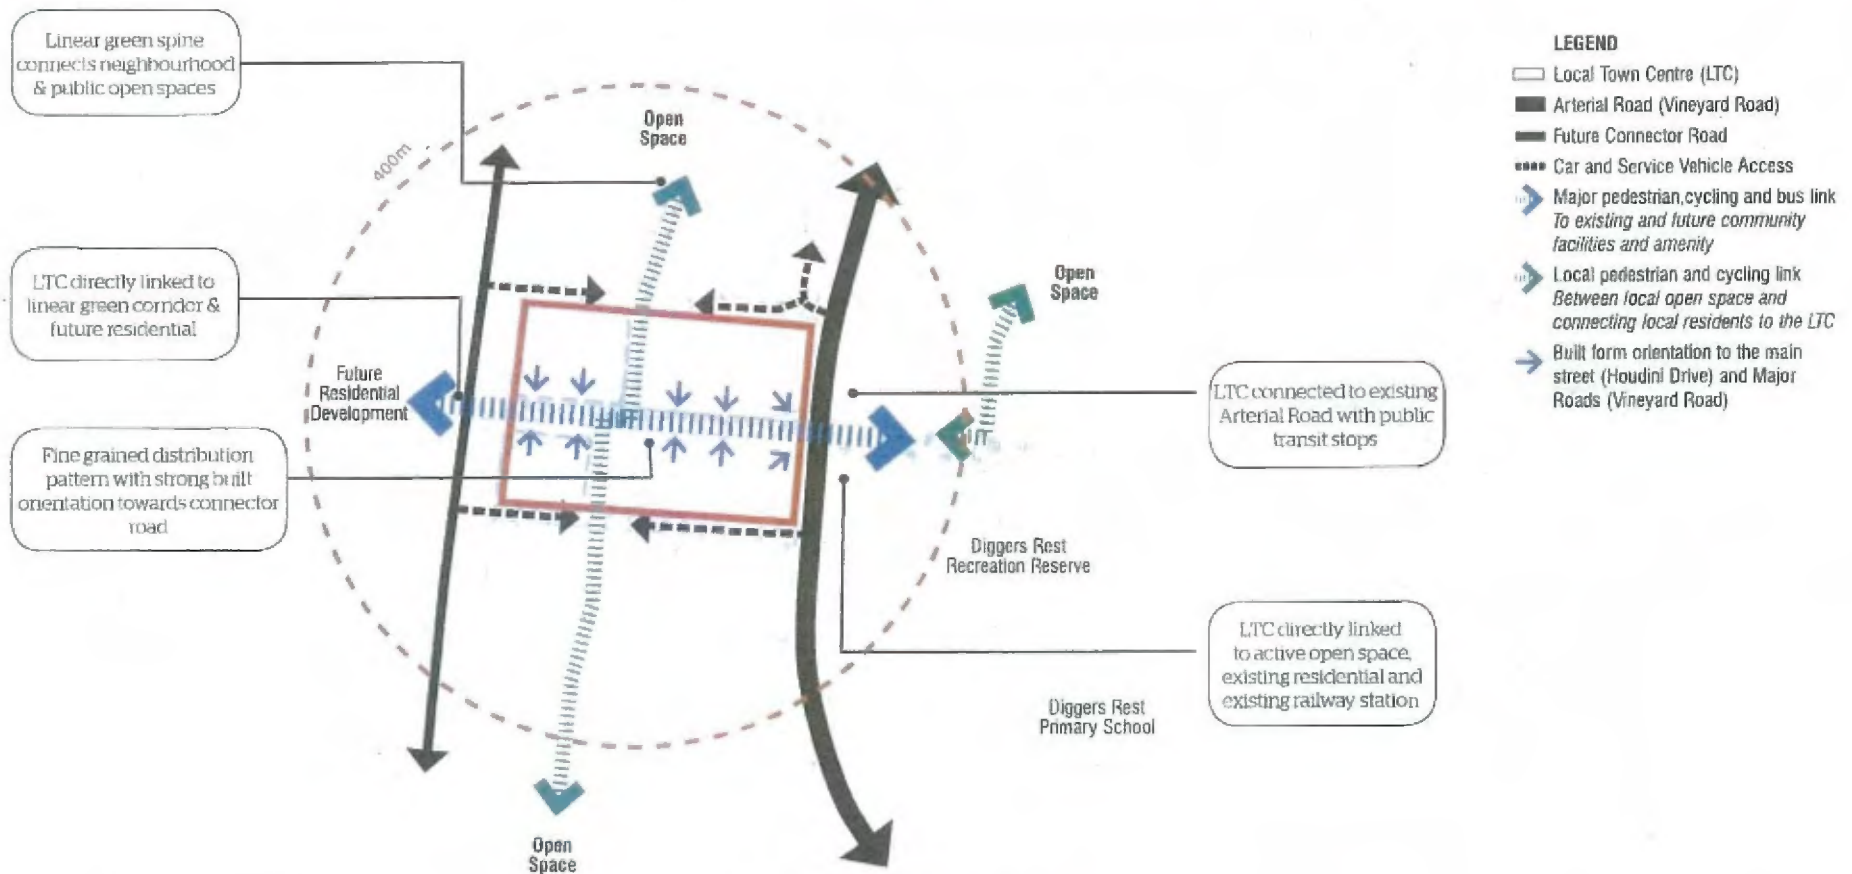 Linear green spine
connects neighbourhood
& public open spaces
400m
Open
Space
LTC directly linked to
linear green corridor &
future residential
Future
Residential
Development
Fine grained distribution
pattern with strong built
orientation towards connector
road
Open
Space
LTC connected to existing
Arterial Road with public
transit stops
Diggers Rest
Recreation Reserve
LTC directly linked
to active open space,
existing residential and
existing railway station
Diggers Rest
Primary School
Open
Space
LEGEND
Local Town Centre (LTC)
Arterial Road (Vineyard Road)
Future Connector Road
Car and Service Vehicle Access
Major pedestrian,cycling and bus link
To existing and future community
facilities and amenity
Local pedestrian and cycling link
Between local open space and
connecting local residents to the LTC
Built form orientation to the main
street (Houdini Drive) and Major
Roads (Vineyard Road)